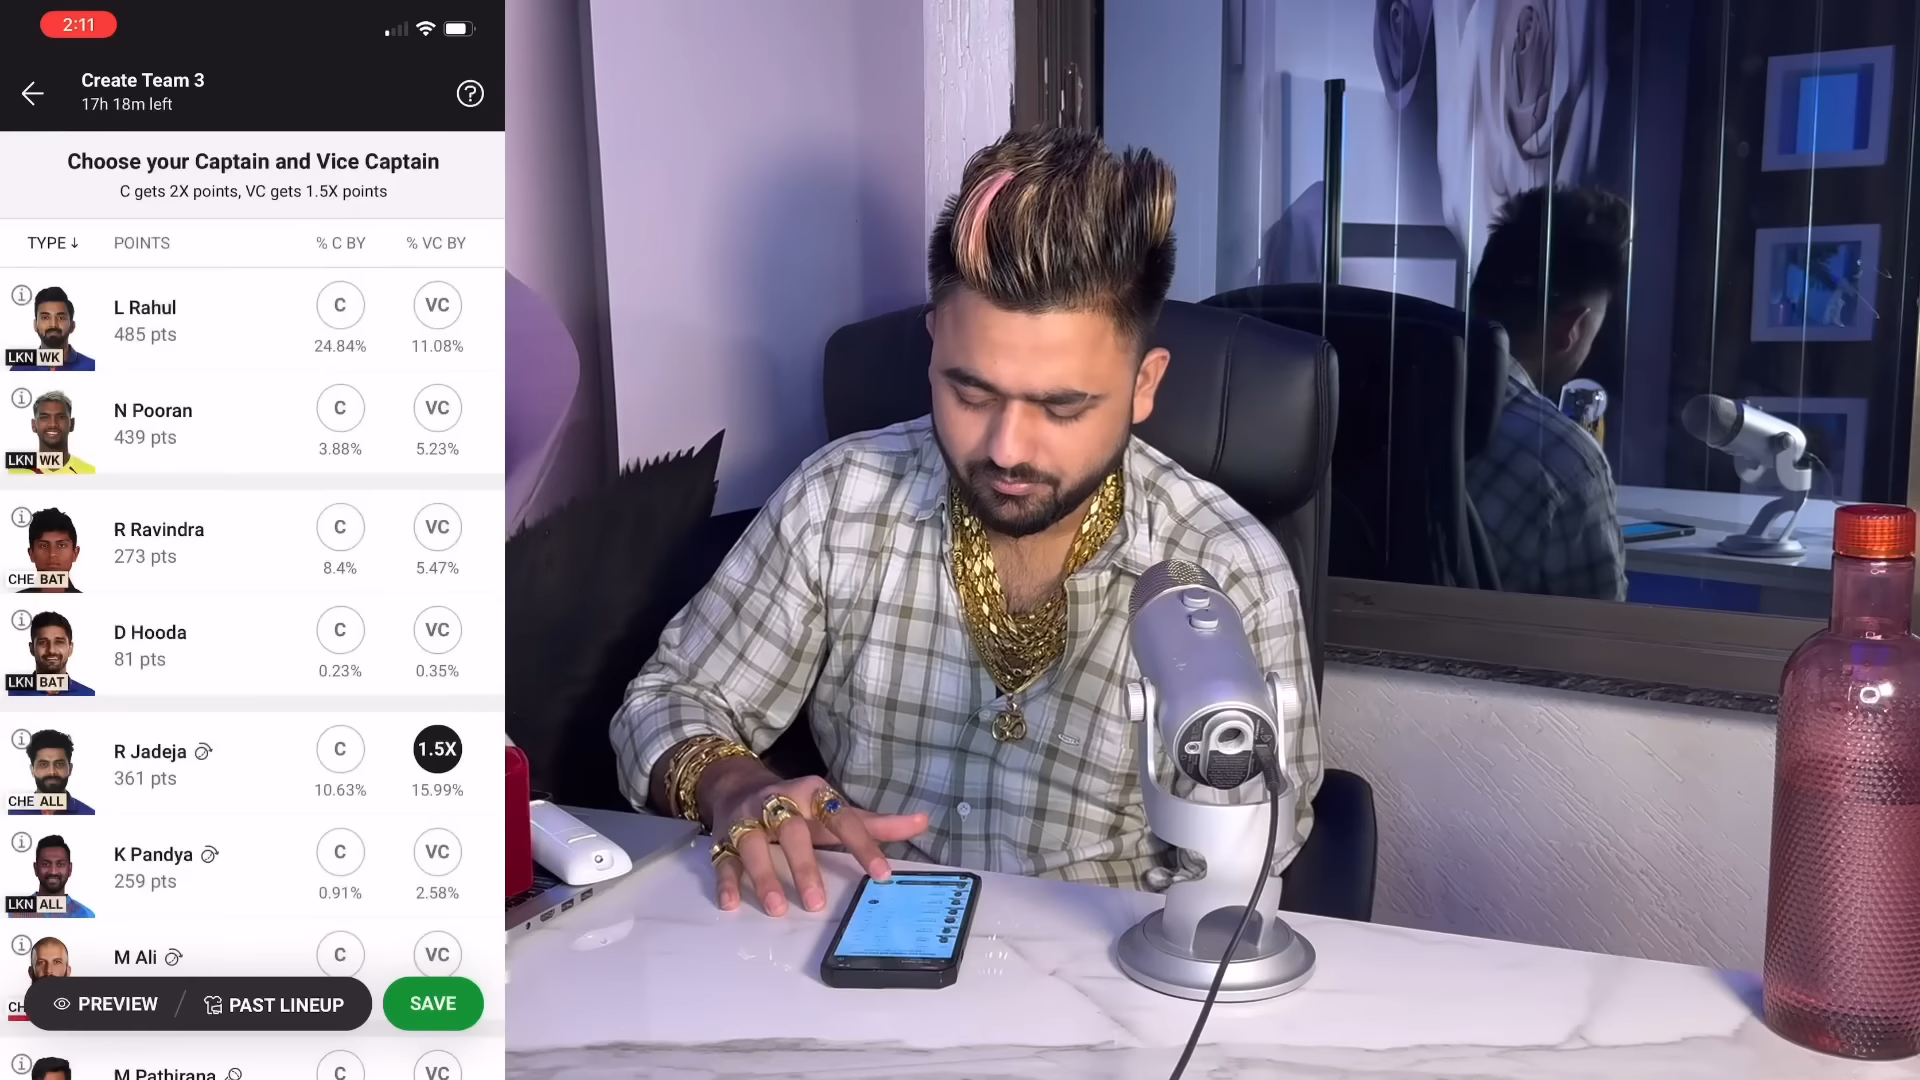 2:11
Create Team 3
17h 18m left
Choose your Captain and Vice Captain
C gets 2X points, VC gets 1.5X points
TYPE ↓ POINTS % C BY % VC BY
L Rahul
485 pts
C VC
24.84% 11.08%
LKN WK
N Pooran
439 pts
C VC
3.88% 5.23%
LKN WK
R Ravindra
273 pts
C VC
8.4% 5.47%
CHE BAT
D Hooda
81 pts
C VC
0.23% 0.35%
LKN BAT
R Jadeja
361 pts
C 1.5X
10.63% 15.99%
CHE ALL
K Pandya
259 pts
C VC
0.91% 2.58%
LKN ALL
M Ali
C VC
CH
PREVIEW / PAST LINEUP SAVE
M Pathirana
C VC